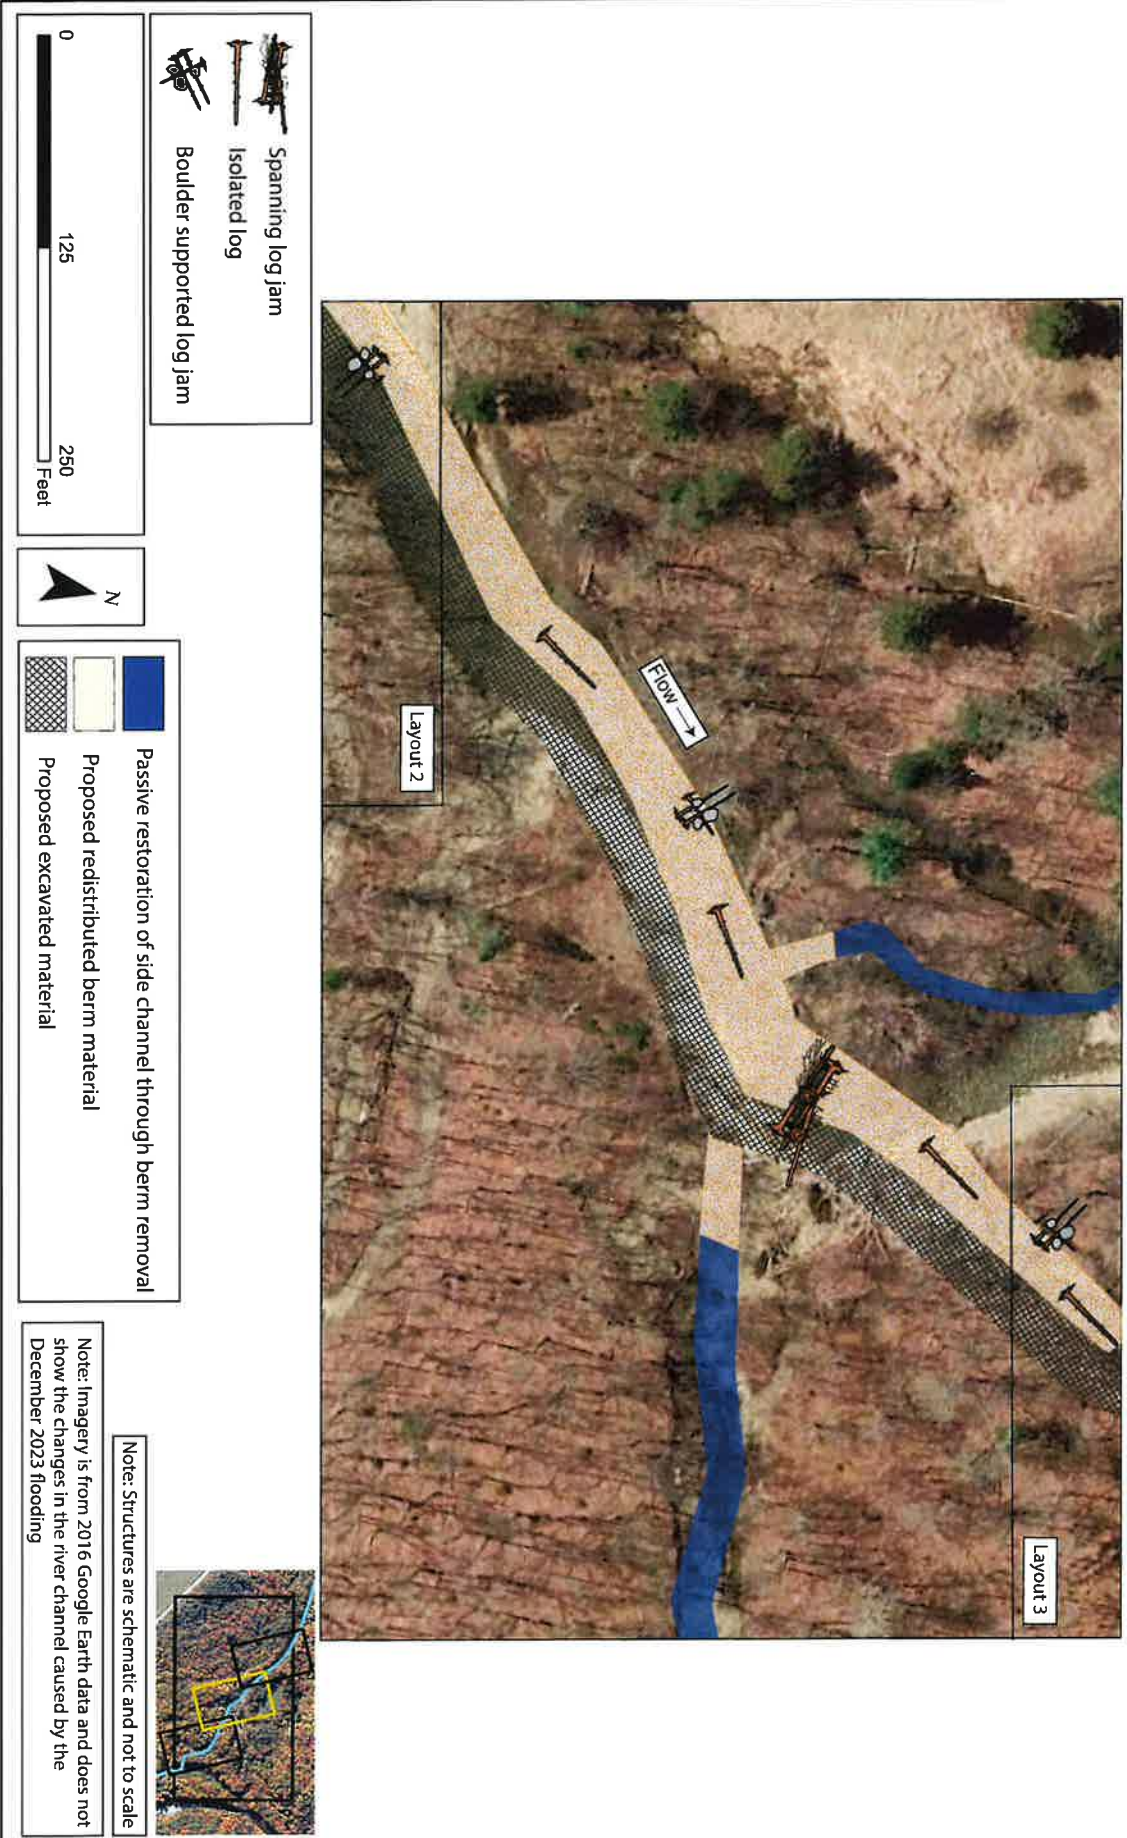 Spanning log jam
Isolated log
Boulder supported log jam
0
125
250
Feet
N
Passive restoration of side channel through berm removal
Proposed redistributed berm material
Proposed excavated material
Note: Structures are schematic and not to scale
Note: Imagery is from 2016 Google Earth data and does not
show the changes in the river channel caused by the
December 2023 flooding
Flow
Layout 2
Layout 3